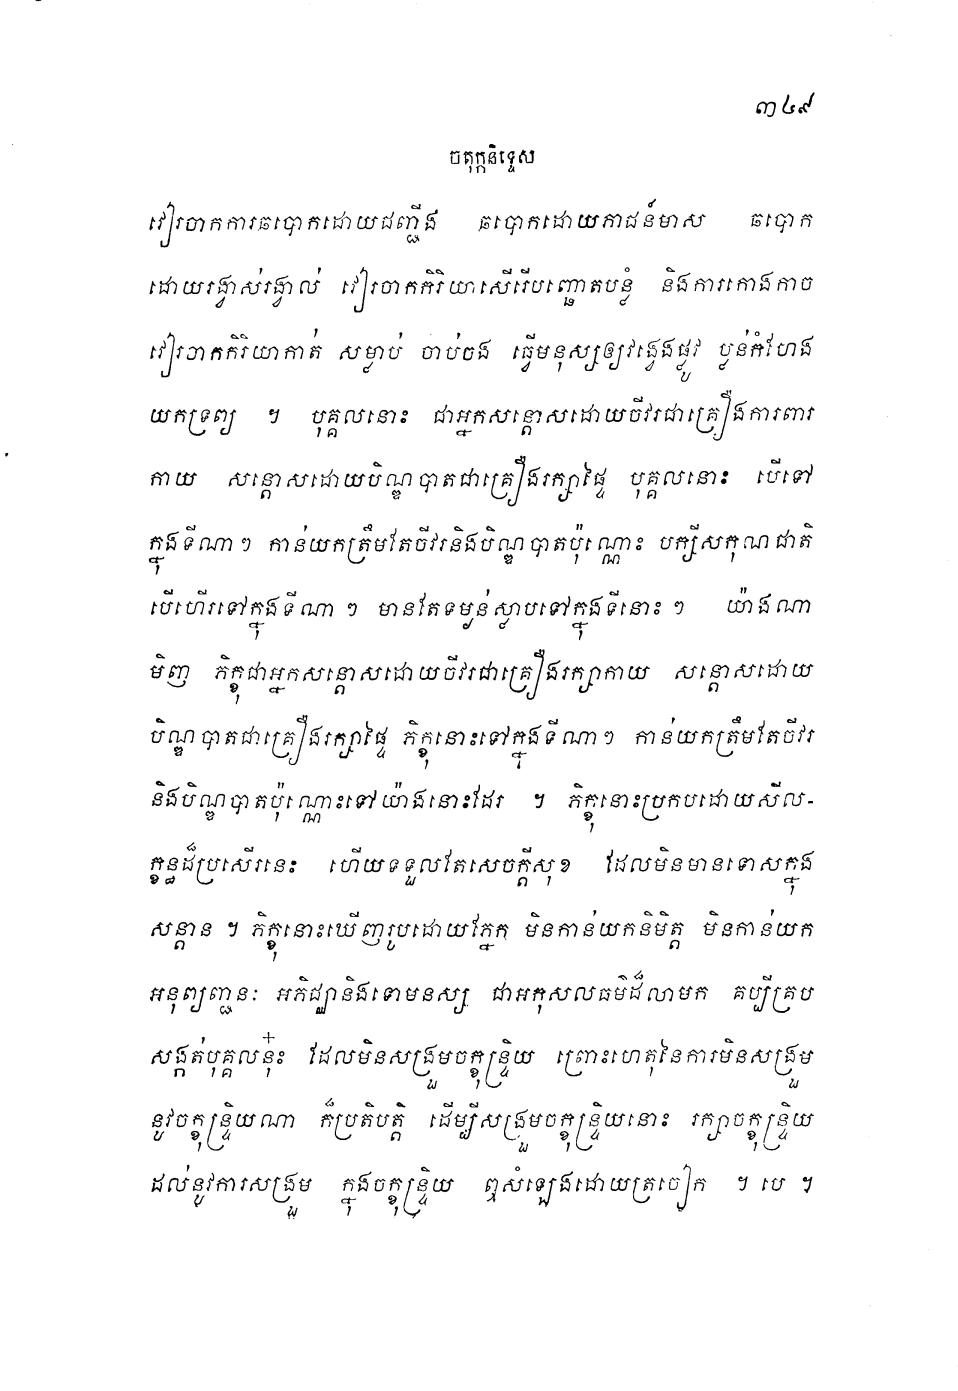 ៣៤៩
ចតុក្កនិទ្ទេស
វៀរចាកការឆបោកដោយជញ្ជីង ឆបោកដោយភាជន៍មាស ឆបោក
ដោយរង្វាស់រង្វាល់ វៀរចាកកិរិយាសើរើបញ្ឆោតបន្លំ និងការកោងកាច
វៀរចាកកិរិយាកាត់ សម្លាប់ ចាប់ចង ធ្វើមនុស្សឲ្យវង្វេងផ្លូវ ប្លន់កំហែង
យកទ្រព្យ ។ បុគ្គលនោះ ជាអ្នកសន្តោសដោយចីវរជាគ្រឿងការពារ
កាយ សន្តោសដោយបិណ្ឌបាតជាគ្រឿងរក្សាផ្ទៃ បុគ្គលនោះ បើទៅ
ក្នុងទីណាៗ កាន់យកត្រឹមតែចីវរនិងបិណ្ឌបាតប៉ុណ្ណោះ បក្សីសកុណជាតិ
បើហើរទៅក្នុងទីណាៗ មានតែទម្ងន់ស្លាបទៅក្នុងទីនោះៗ យ៉ាងណា
មិញ ភិក្ខុជាអ្នកសន្តោសដោយចីវរជាគ្រឿងរក្សាកាយ សន្តោសដោយ
បិណ្ឌបាតជាគ្រឿងរក្សាផ្ទៃ ភិក្ខុនោះទៅក្នុងទីណាៗ កាន់យកត្រឹមតែចីវរ
និងបិណ្ឌបាតប៉ុណ្ណោះទៅយ៉ាងនោះដែរ ។ ភិក្ខុនោះប្រកបដោយសីល-
ក្ខន្ធដ៏ប្រសើរនេះ ហើយទទួលតែសេចក្តីសុខ ដែលមិនមានទោសក្នុង
សន្តាន ។ ភិក្ខុនោះឃើញរូបដោយភ្នែក មិនកាន់យកនិមិត្ត មិនកាន់យក
អនុព្យញ្ជនៈ អភិជ្ឈានិងទោមនស្ស ជាអកុសលធម៌ដ៏លាមក គប្បីគ្រប
សង្កត់បុគ្គលនុ៎ះ ដែលមិនសង្រួមចក្ខុន្ទ្រិយ ព្រោះហេតុនៃការមិនសង្រួម
នូវចក្ខុន្ទ្រិយណា ក៏ប្រតិបត្តិ ដើម្បីសង្រួមចក្ខុន្ទ្រិយនោះ រក្សាចក្ខុន្ទ្រិយ
ដល់នូវការសង្រួម ក្នុងចក្ខុន្ទ្រិយ ឮសំឡេងដោយត្រចៀក ។ បេ ។